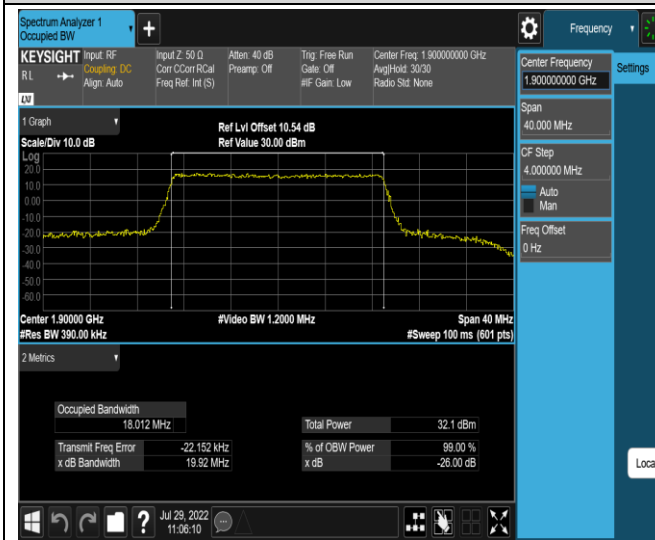 Spectrum Analyzer 1
Occupied BW
Frequency
KEYSIGHT
RL
LXI
Input: RF
Coupling: DC
Align: Auto
Input Z: 50 Ω
Corr CCorr RCal
Freq Ref: Int (S)
Atten: 40 dB
Preamp: Off
Trig: Free Run
Gate: Off
#IF Gain: Low
Center Freq: 1.900000000 GHz
Avg|Hold: 30/30
Radio Std: None
Center Frequency
1.900000000 GHz
Settings
Span
40.000 MHz
CF Step
4.000000 MHz
Auto
Man
Freq Offset
0 Hz
1 Graph
Scale/Div 10.0 dB
Ref Lvl Offset 10.54 dB
Ref Value 30.00 dBm
Log
20.0
10.0
0.00
-10.0
-20.0
-30.0
-40.0
-50.0
-60.0
Center 1.90000 GHz
#Video BW 1.2000 MHz
Span 40 MHz
#Res BW 390.00 kHz
#Sweep 100 ms (601 pts)
2 Metrics
Occupied Bandwidth
18.012 MHz
Total Power 32.1 dBm
Transmit Freq Error -22.152 kHz
% of OBW Power 99.00 %
x dB Bandwidth 19.92 MHz
x dB -26.00 dB
Loca
?
Jul 29, 2022
11:06:10